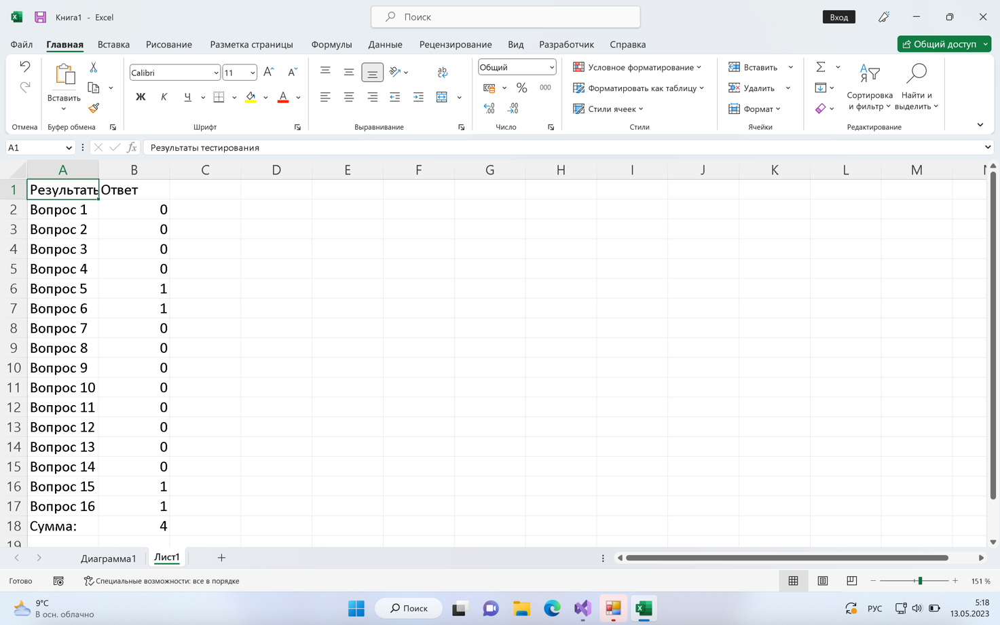 Книга1 - Excel
Поиск
Вход
Файл Главная Вставка Рисование Разметка страницы Формулы Данные Рецензирование Вид Разработчик Справка
Общий доступ
Вставить
Calibri 11
Ж К Ч А
ab
Общий
% 000
Условное форматирование
Форматировать как таблицу
Стили ячеек
Вставить
Удалить
Формат
Сортировка и фильтр
Найти и выделить
Отмена Буфер обмена Шрифт Выравнивание Число Стили Ячейки Редактирование
A1 fx Результаты тестирования
A B C D E F G H I J K L M
1 Результаты Ответ
2 Вопрос 1 0
3 Вопрос 2 0
4 Вопрос 3 0
5 Вопрос 4 0
6 Вопрос 5 1
7 Вопрос 6 1
8 Вопрос 7 0
9 Вопрос 8 0
10 Вопрос 9 0
11 Вопрос 10 0
12 Вопрос 11 0
13 Вопрос 12 0
14 Вопрос 13 0
15 Вопрос 14 0
16 Вопрос 15 1
17 Вопрос 16 1
18 Сумма: 4
19
Диаграмма1 Лист1
Готово Специальные возможности: все в порядке 151 %
9°C
В осн. облачно
Поиск
РУС
5:18
13.05.2023